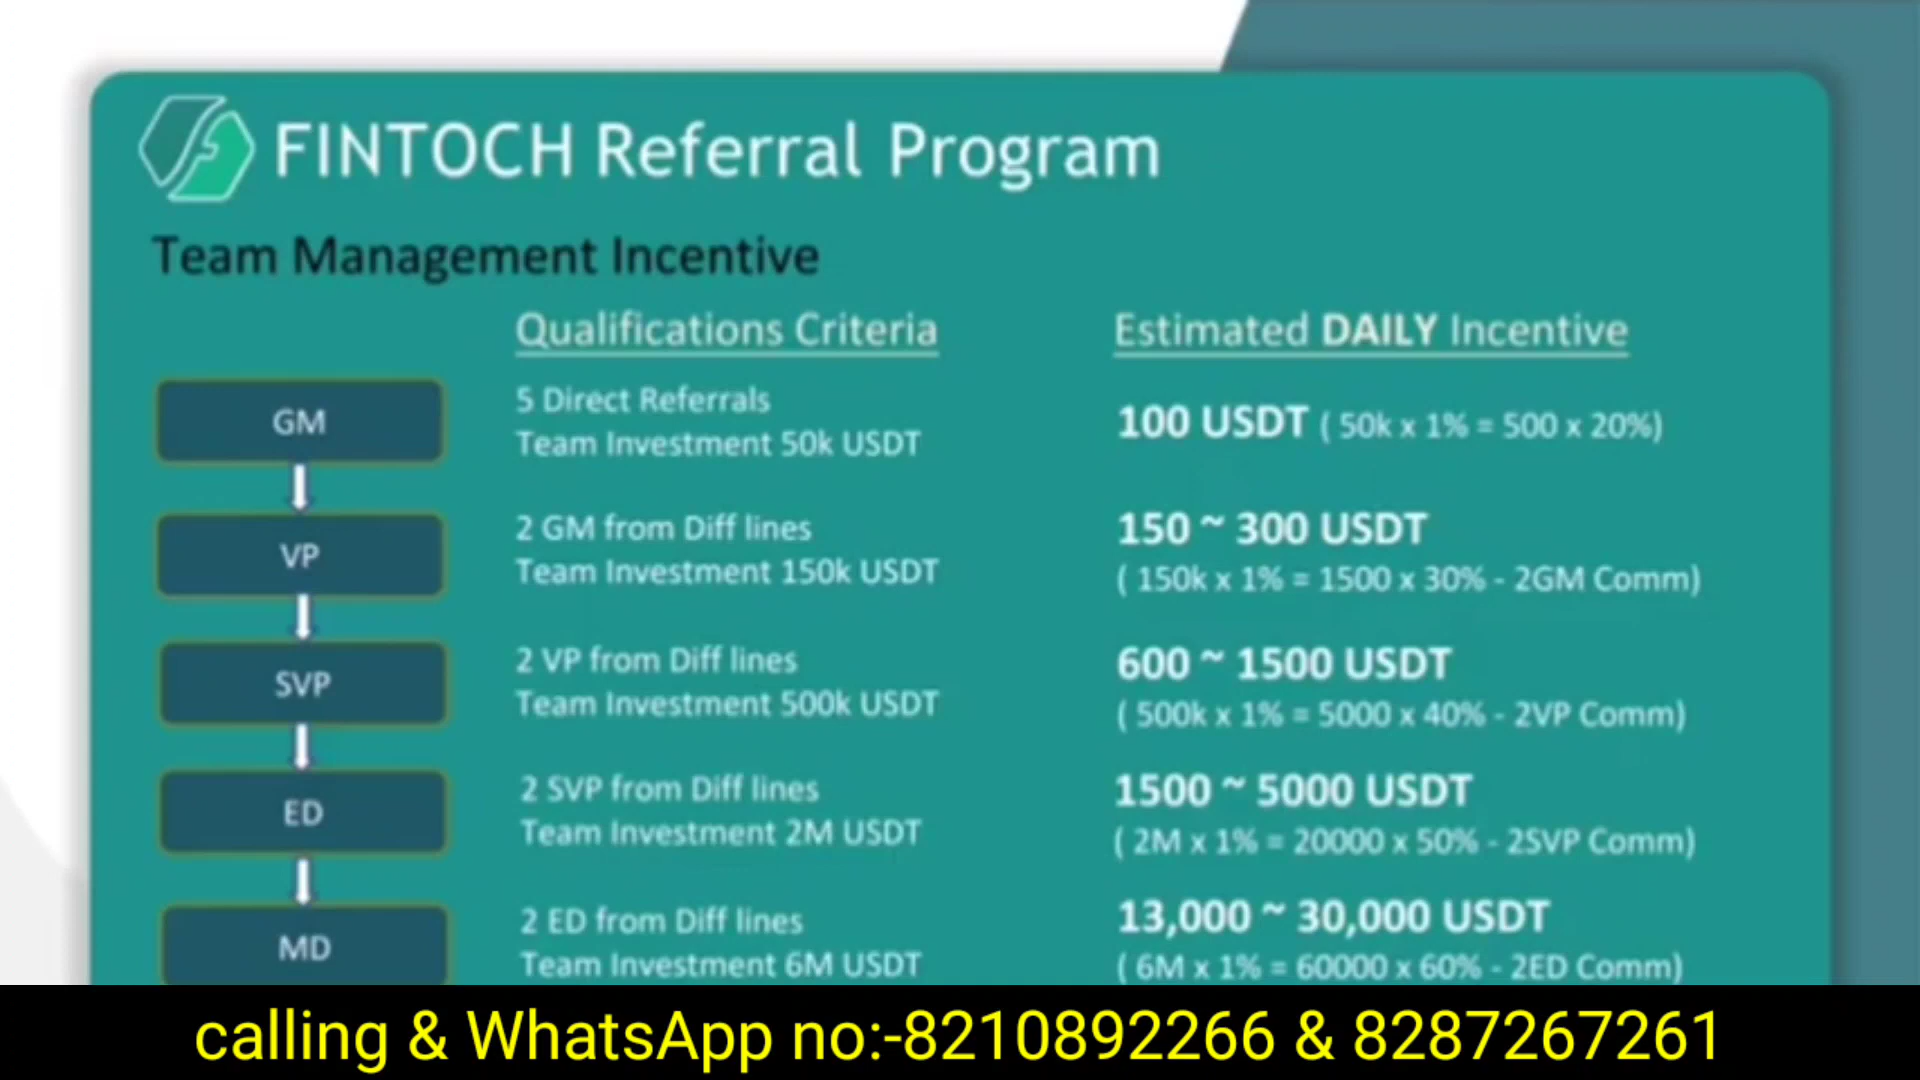 FINTOCH Referral Program
Team Management Incentive
Qualifications Criteria
Estimated DAILY Incentive
GM
5 Direct Referrals
Team Investment 50k USDT
100 USDT ( 50k x 1% = 500 x 20%)
VP
2 GM from Diff lines
Team Investment 150k USDT
150 ~ 300 USDT
( 150k x 1% = 1500 x 30% - 2GM Comm)
SVP
2 VP from Diff lines
Team Investment 500k USDT
600 ~ 1500 USDT
( 500k x 1% = 5000 x 40% - 2VP Comm)
ED
2 SVP from Diff lines
Team Investment 2M USDT
1500 ~ 5000 USDT
( 2M x 1% = 20000 x 50% - 2SVP Comm)
MD
2 ED from Diff lines
Team Investment 6M USDT
13,000 ~ 30,000 USDT
( 6M x 1% = 60000 x 60% - 2ED Comm)
calling & WhatsApp no:-8210892266 & 8287267261